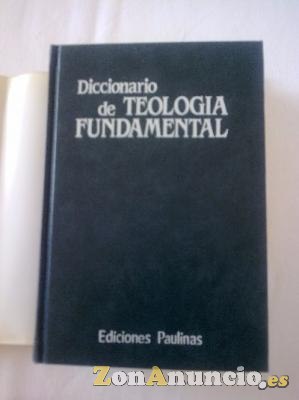 Diccionario
de TEOLOGIA
FUNDAMENTAL
Ediciones Paulinas
ZonAnuncio.es